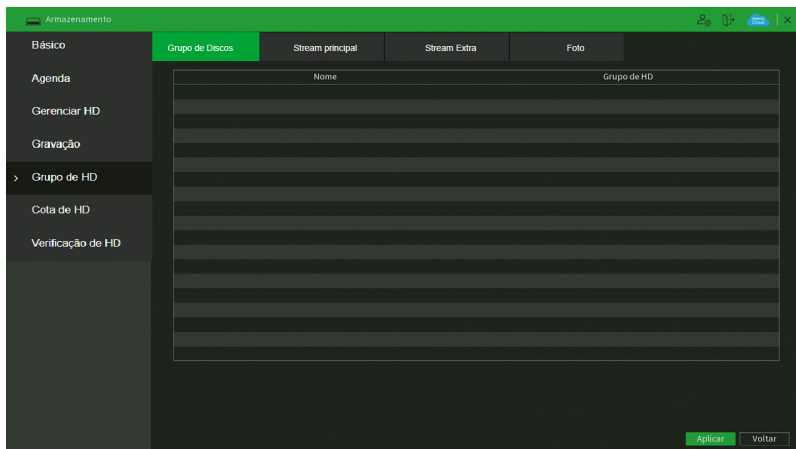 Armazenamento
Básico
Agenda
Gerenciar HD
Gravação
Grupo de HD
Cota de HD
Verificação de HD
Grupo de Discos
Stream principal
Stream Extra
Foto
Nome
Grupo de HD
Aplicar
Voltar